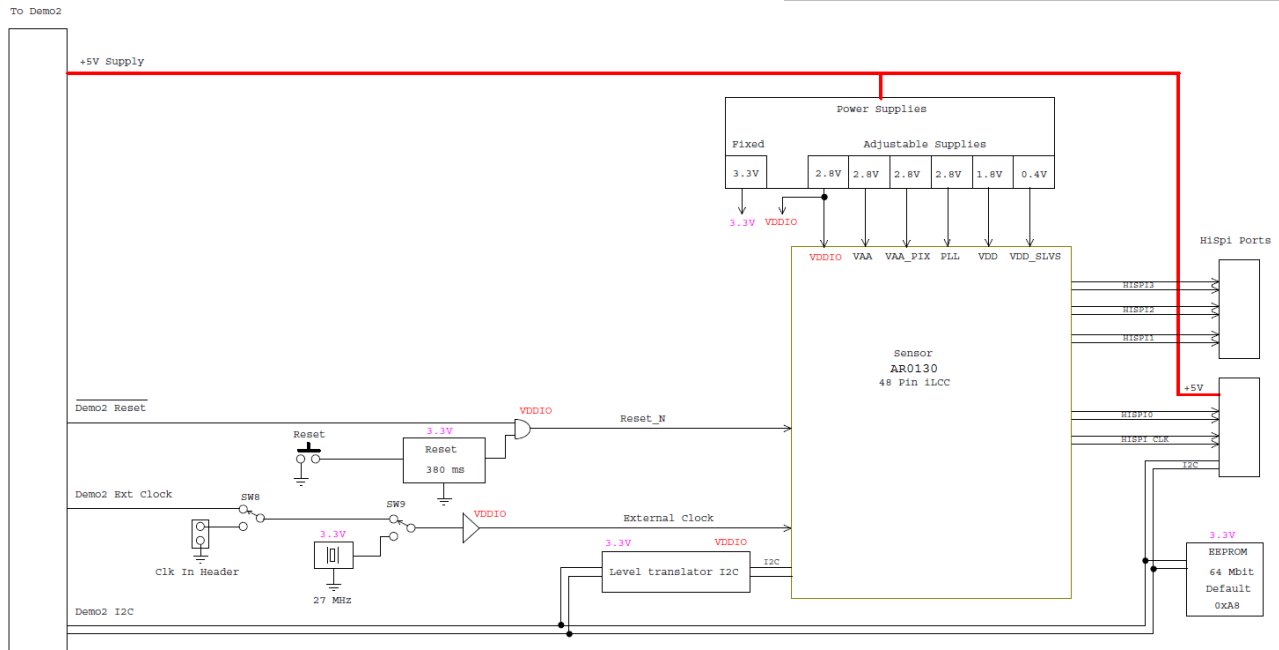 To Demo2
+5V Supply
Power Supplies
Fixed
Adjustable Supplies
3.3V
2.8V
2.8V
2.8V
2.8V
1.8V
0.4V
3.3V
VDDIO
VDDIO
VAA
VAA_PIX
PLL
VDD
VDD_SLVS
HiSpi Ports
HISPI3
HISPI2
HISPI1
Sensor
AR0130
48 Pin iLCC
+5V
HISPI0
HISPI CLK
I2C
Demo2 Reset
VDDIO
Reset_N
Reset
3.3V
Reset
380 ms
Demo2 Ext Clock
SW8
SW9
VDDIO
External Clock
Clk In Header
3.3V
27 MHz
3.3V
VDDIO
Level translator I2C
I2C
3.3V
EEPROM
64 Mbit
Default
0xA8
Demo2 I2C